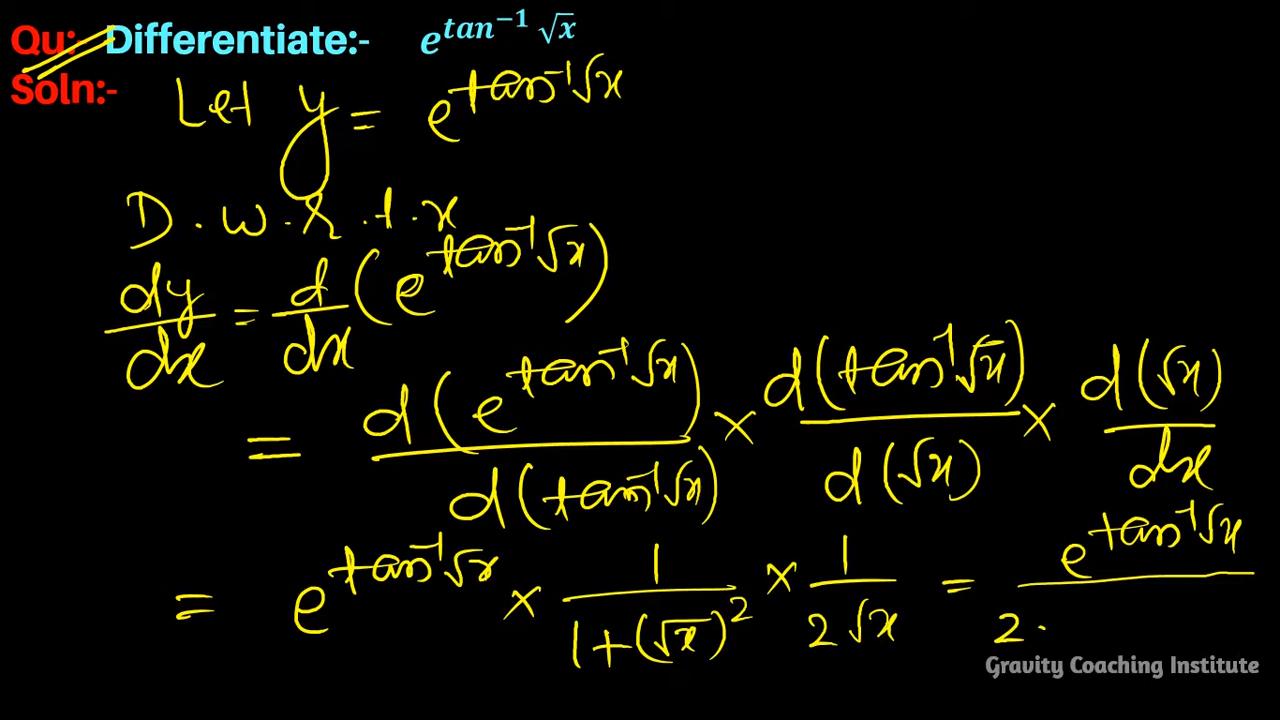 Qu:- Differentiate:- e^{tan⁻¹ √x}
Soln:- Let y = e^{tan⁻¹√x}
D.w.r.t.x
dy/dx = d/dx (e^{tan⁻¹√x})
= d(e^{tan⁻¹√x})/d(tan⁻¹√x) × d(tan⁻¹√x)/d(√x) × d(√x)/dx
= e^{tan⁻¹√x} × 1/(1+(√x)²) × 1/(2√x) = e^{tan⁻¹√x}/2.
Gravity Coaching Institute